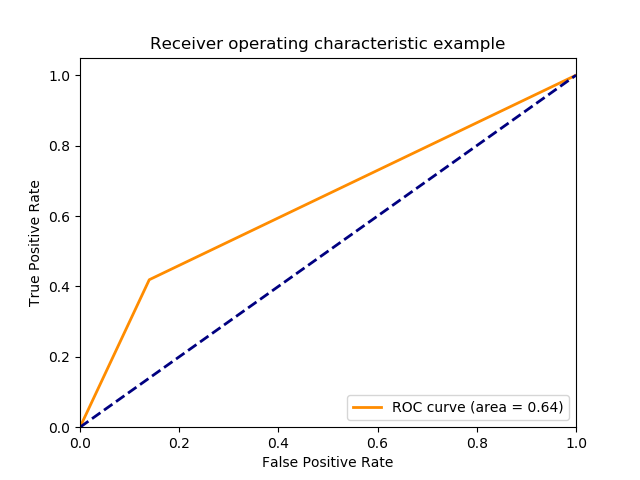 Receiver operating characteristic example
True Positive Rate
1.0
0.8
0.6
0.4
0.2
0.0
ROC curve (area = 0.64)
0.0 0.2 0.4 0.6 0.8 1.0
False Positive Rate